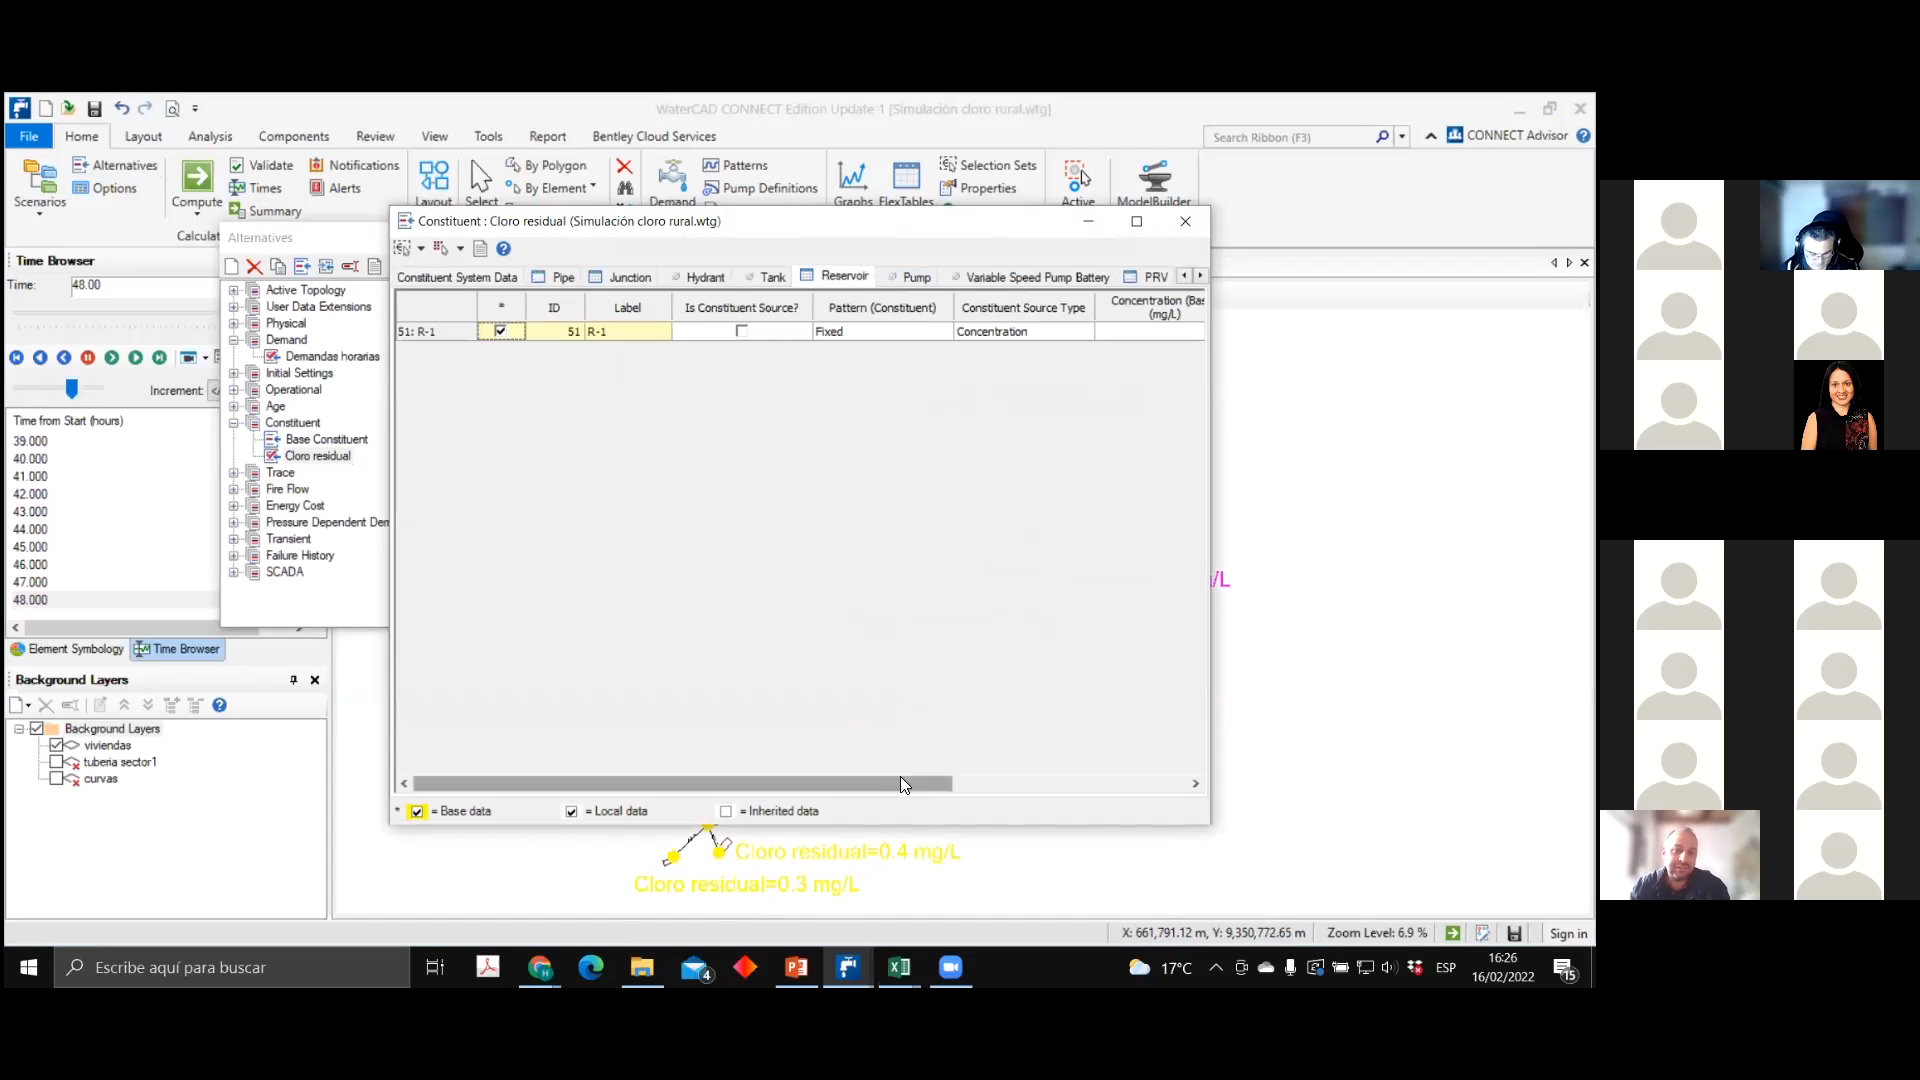 WaterCAD CONNECT Edition Update 1 [Simulación cloro rural.wtg]
File Home Layout Analysis Components Review View Tools Report Bentley Cloud Services
Search Ribbon (F3) CONNECT Advisor
Scenarios
Alternatives
Options
Compute
Validate
Times
Summary
Notifications
Alerts
Layout
Select
By Polygon
By Element
Demand
Patterns
Pump Definitions
Graphs
FlexTables
Selection Sets
Properties
Active
ModelBuilder
Calculat
Alternatives
Active Topology
User Data Extensions
Physical
Demand
Demandas horarias
Initial Settings
Operational
Age
Constituent
Base Constituent
Cloro residual
Trace
Fire Flow
Energy Cost
Pressure Dependent Den
Transient
Failure History
SCADA
Time Browser
Time: 48.00
Increment:
Time from Start (hours)
39.000
40.000
41.000
42.000
43.000
44.000
45.000
46.000
47.000
48.000
Element Symbology Time Browser
Background Layers
Background Layers
viviendas
tuberia sector1
curvas
Constituent : Cloro residual (Simulación cloro rural.wtg)
Constituent System Data Pipe Junction Hydrant Tank Reservoir Pump Variable Speed Pump Battery PRV
* ID Label Is Constituent Source? Pattern (Constituent) Constituent Source Type Concentration (Bas
(mg/L)
51: R-1 51 R-1 Fixed Concentration
* = Base data = Local data = Inherited data
/L
Cloro residual=0.4 mg/L
Cloro residual=0.3 mg/L
X: 661,791.12 m, Y: 9,350,772.65 m Zoom Level: 6.9 % Sign in
Escribe aquí para buscar
4
17°C
ESP
16:26
16/02/2022
15